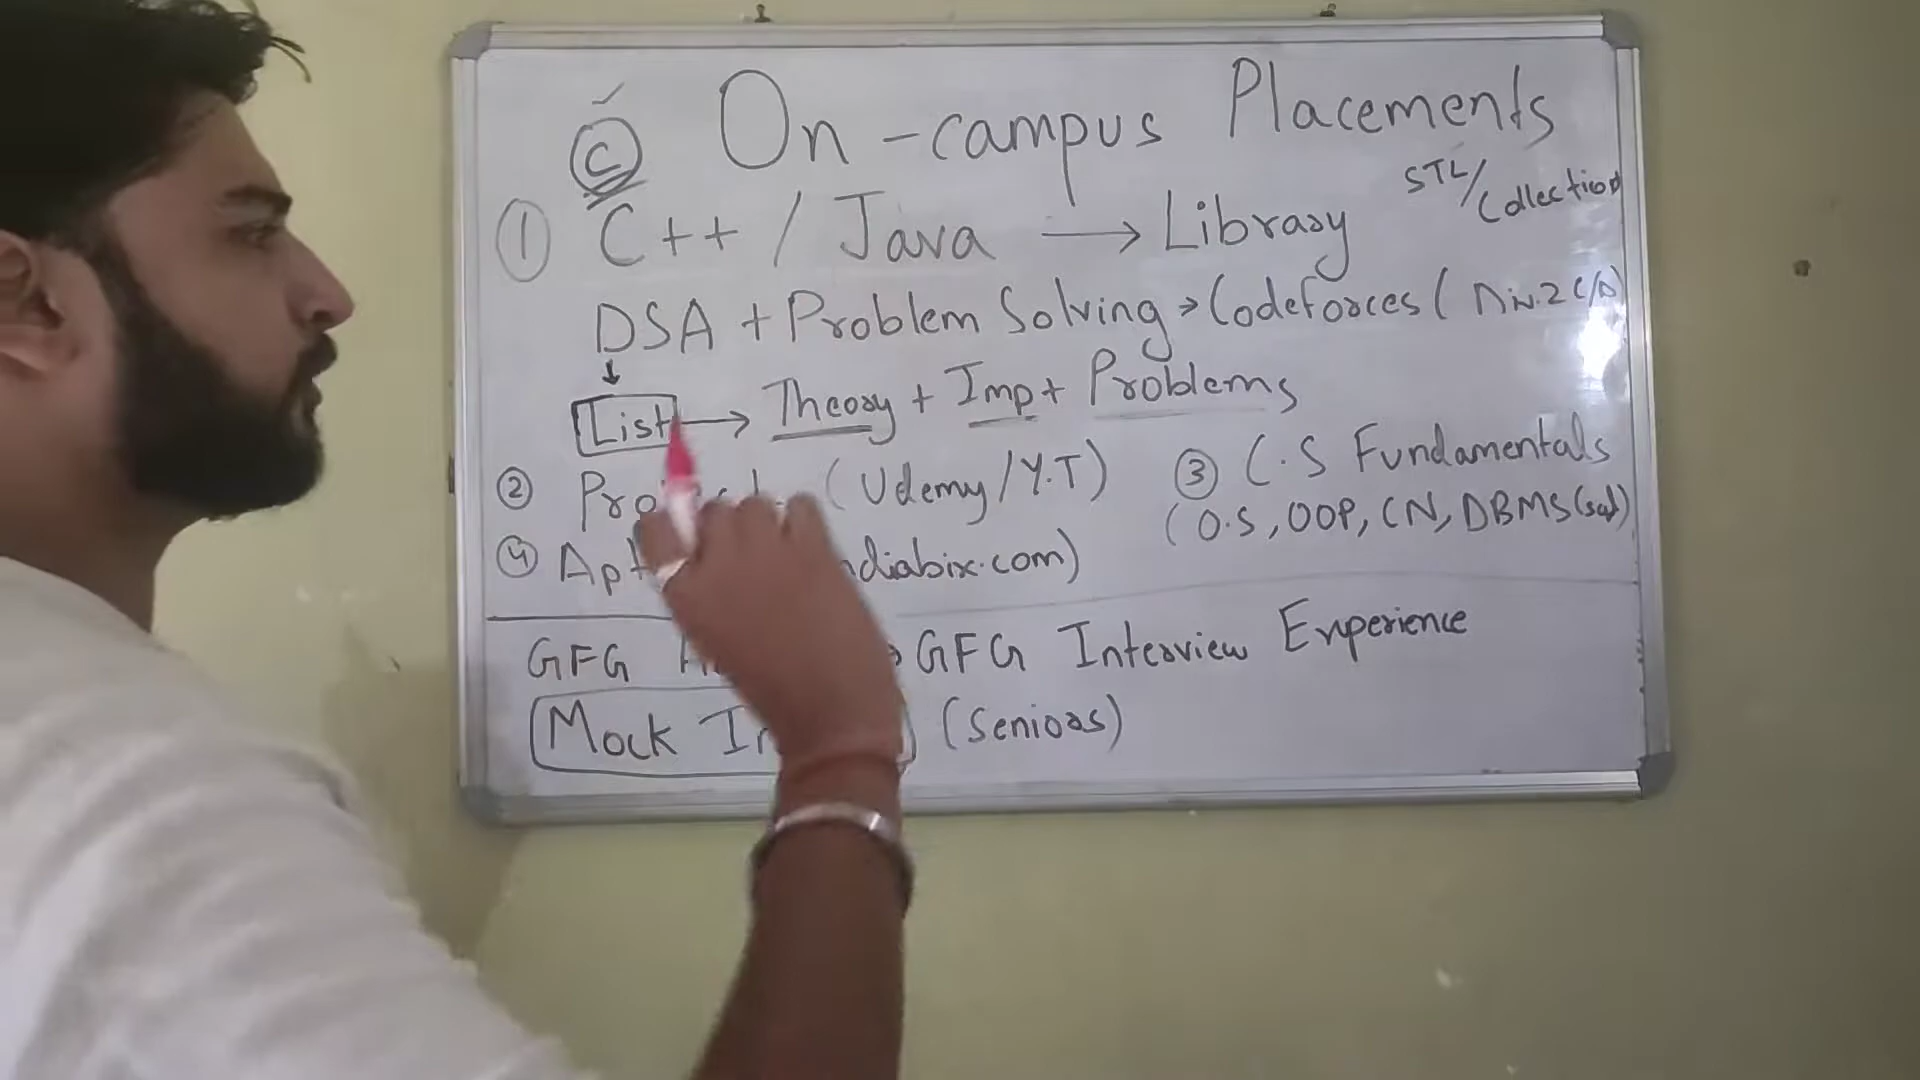 On-campus Placements
C
STL/Collection
① C++ / Java → Library
DSA + Problem Solving → Codeforces ( Div.2 C/D)
↓
List → Theory + Imp + Problems
② (Udemy/Y.T)
③ C.S Fundamentals
(O.S, OOP, CN, DBMS(sql)
④ Apt ndiabix.com)
GFG → GFG Interview Experience
Mock In (Seniors)